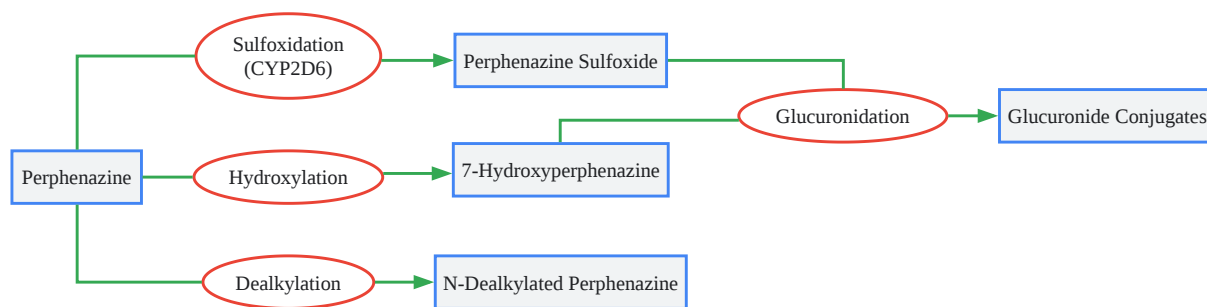 Sulfoxidation
(CYP2D6)
Perphenazine Sulfoxide
Glucuronidation
Glucuronide Conjugates
Perphenazine
Hydroxylation
7-Hydroxyperphenazine
Dealkylation
N-Dealkylated Perphenazine